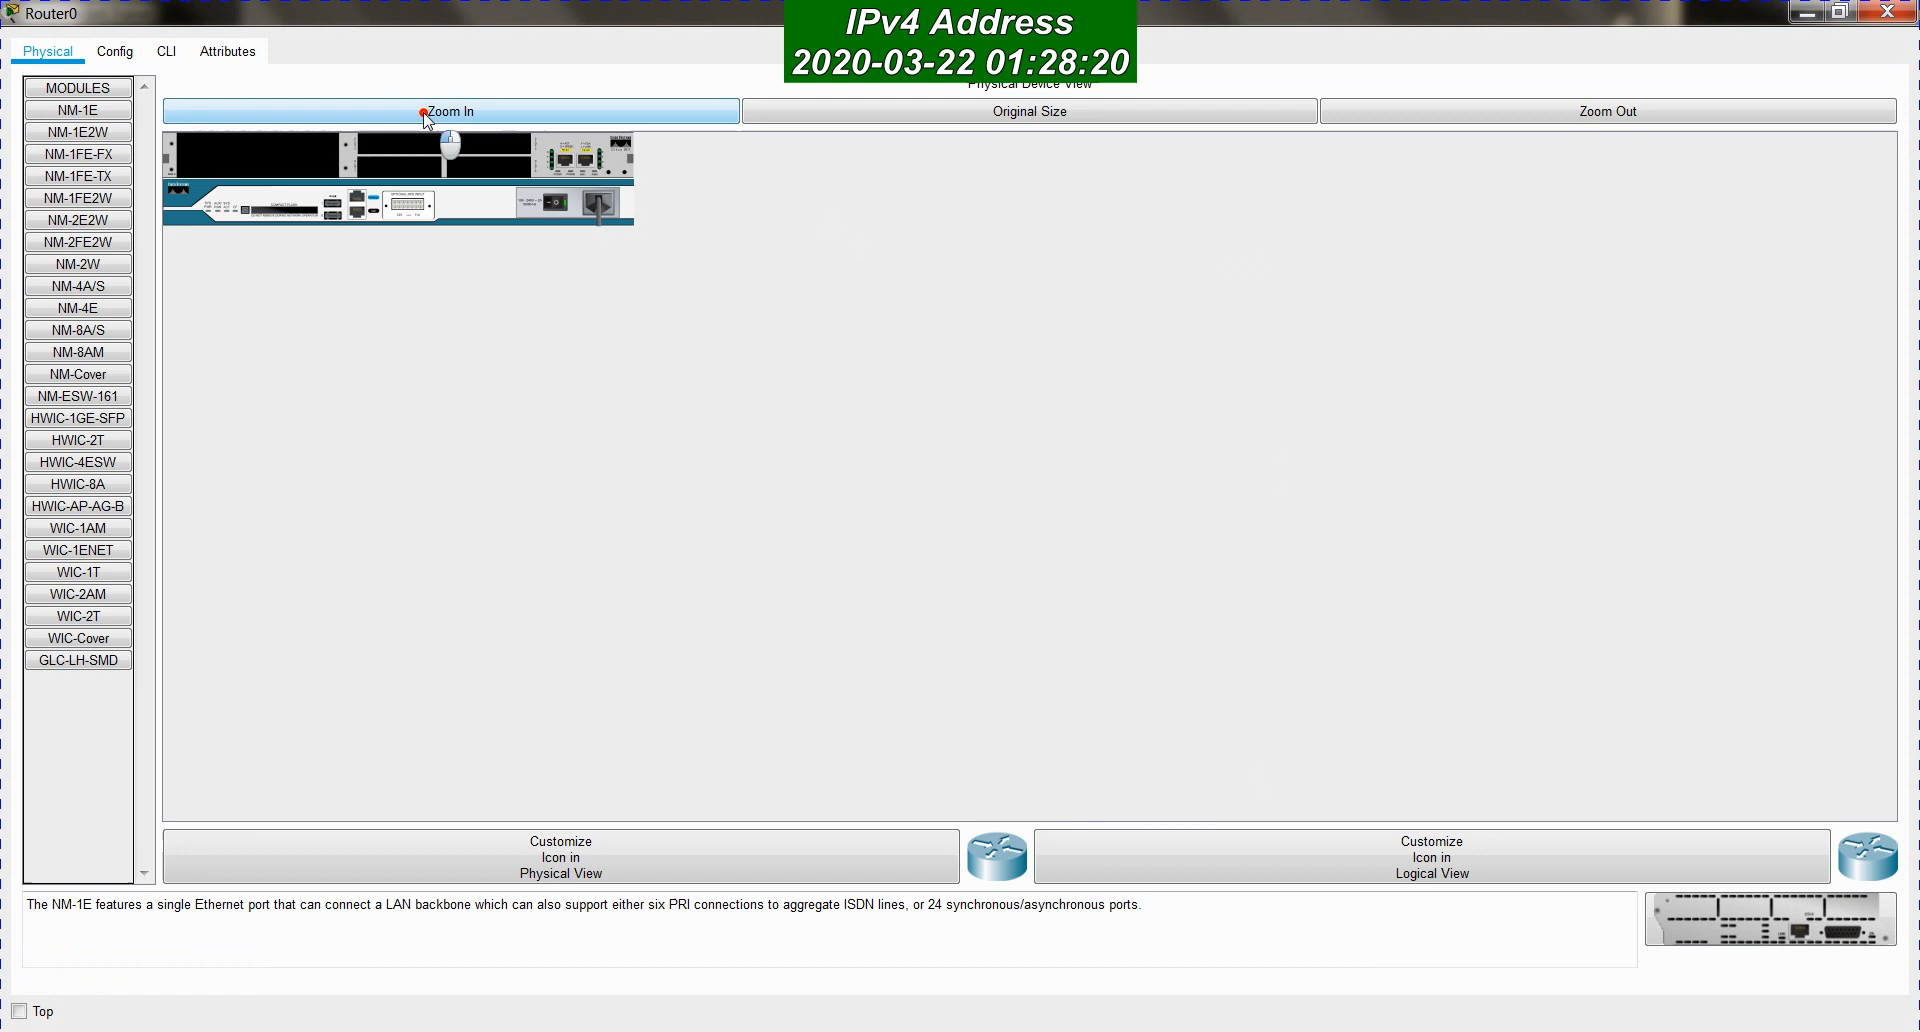 Router0
IPv4 Address
2020-03-22 01:28:20
Physical
Config
CLI
Attributes
Physical Device View
MODULES
NM-1E
NM-1E2W
NM-1FE-FX
NM-1FE-TX
NM-1FE2W
NM-2E2W
NM-2FE2W
NM-2W
NM-4A/S
NM-4E
NM-8A/S
NM-8AM
NM-Cover
NM-ESW-161
HWIC-1GE-SFP
HWIC-2T
HWIC-4ESW
HWIC-8A
HWIC-AP-AG-B
WIC-1AM
WIC-1ENET
WIC-1T
WIC-2AM
WIC-2T
WIC-Cover
GLC-LH-SMD
Zoom In
Original Size
Zoom Out
Customize
Icon in
Physical View
Customize
Icon in
Logical View
The NM-1E features a single Ethernet port that can connect a LAN backbone which can also support either six PRI connections to aggregate ISDN lines, or 24 synchronous/asynchronous ports.
Top